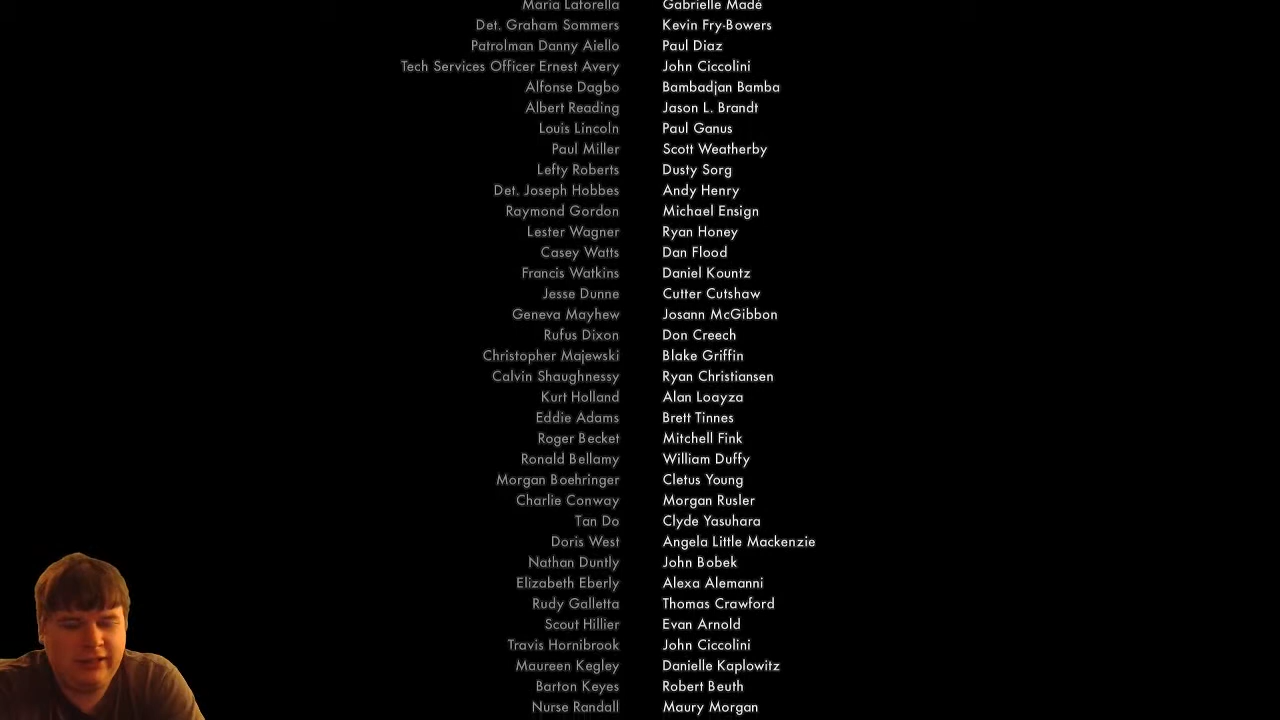 Maria Laforella Gabrielle Madé
Det. Graham Sommers Kevin Fry-Bowers
Patrolman Danny Aiello Paul Diaz
Tech Services Officer Ernest Avery John Ciccolini
Alfonse Dagbo Bambadjan Bamba
Albert Reading Jason L. Brandt
Louis Lincoln Paul Ganus
Paul Miller Scott Weatherby
Lefty Roberts Dusty Sorg
Det. Joseph Hobbes Andy Henry
Raymond Gordon Michael Ensign
Lester Wagner Ryan Honey
Casey Watts Dan Flood
Francis Watkins Daniel Kountz
Jesse Dunne Cutter Cutshaw
Geneva Mayhew Josann McGibbon
Rufus Dixon Don Creech
Christopher Majewski Blake Griffin
Calvin Shaughnessy Ryan Christiansen
Kurt Holland Alan Loayza
Eddie Adams Brett Tinnes
Roger Becket Mitchell Fink
Ronald Bellamy William Duffy
Morgan Boehringer Cletus Young
Charlie Conway Morgan Rusler
Tan Do Clyde Yasuhara
Doris West Angela Little Mackenzie
Nathan Duntly John Bobek
Elizabeth Eberly Alexa Alemanni
Rudy Galletta Thomas Crawford
Scout Hillier Evan Arnold
Travis Hornibrook John Ciccolini
Maureen Kegley Danielle Kaplowitz
Barton Keyes Robert Beuth
Nurse Randall Maury Morgan